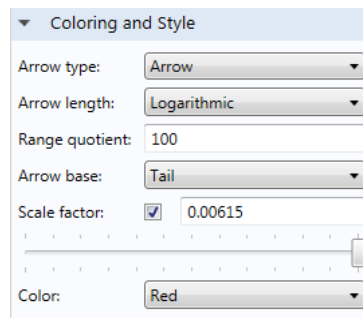 Coloring and Style
Arrow type: Arrow
Arrow length: Logarithmic
Range quotient: 100
Arrow base: Tail
Scale factor: 0.00615
Color: Red